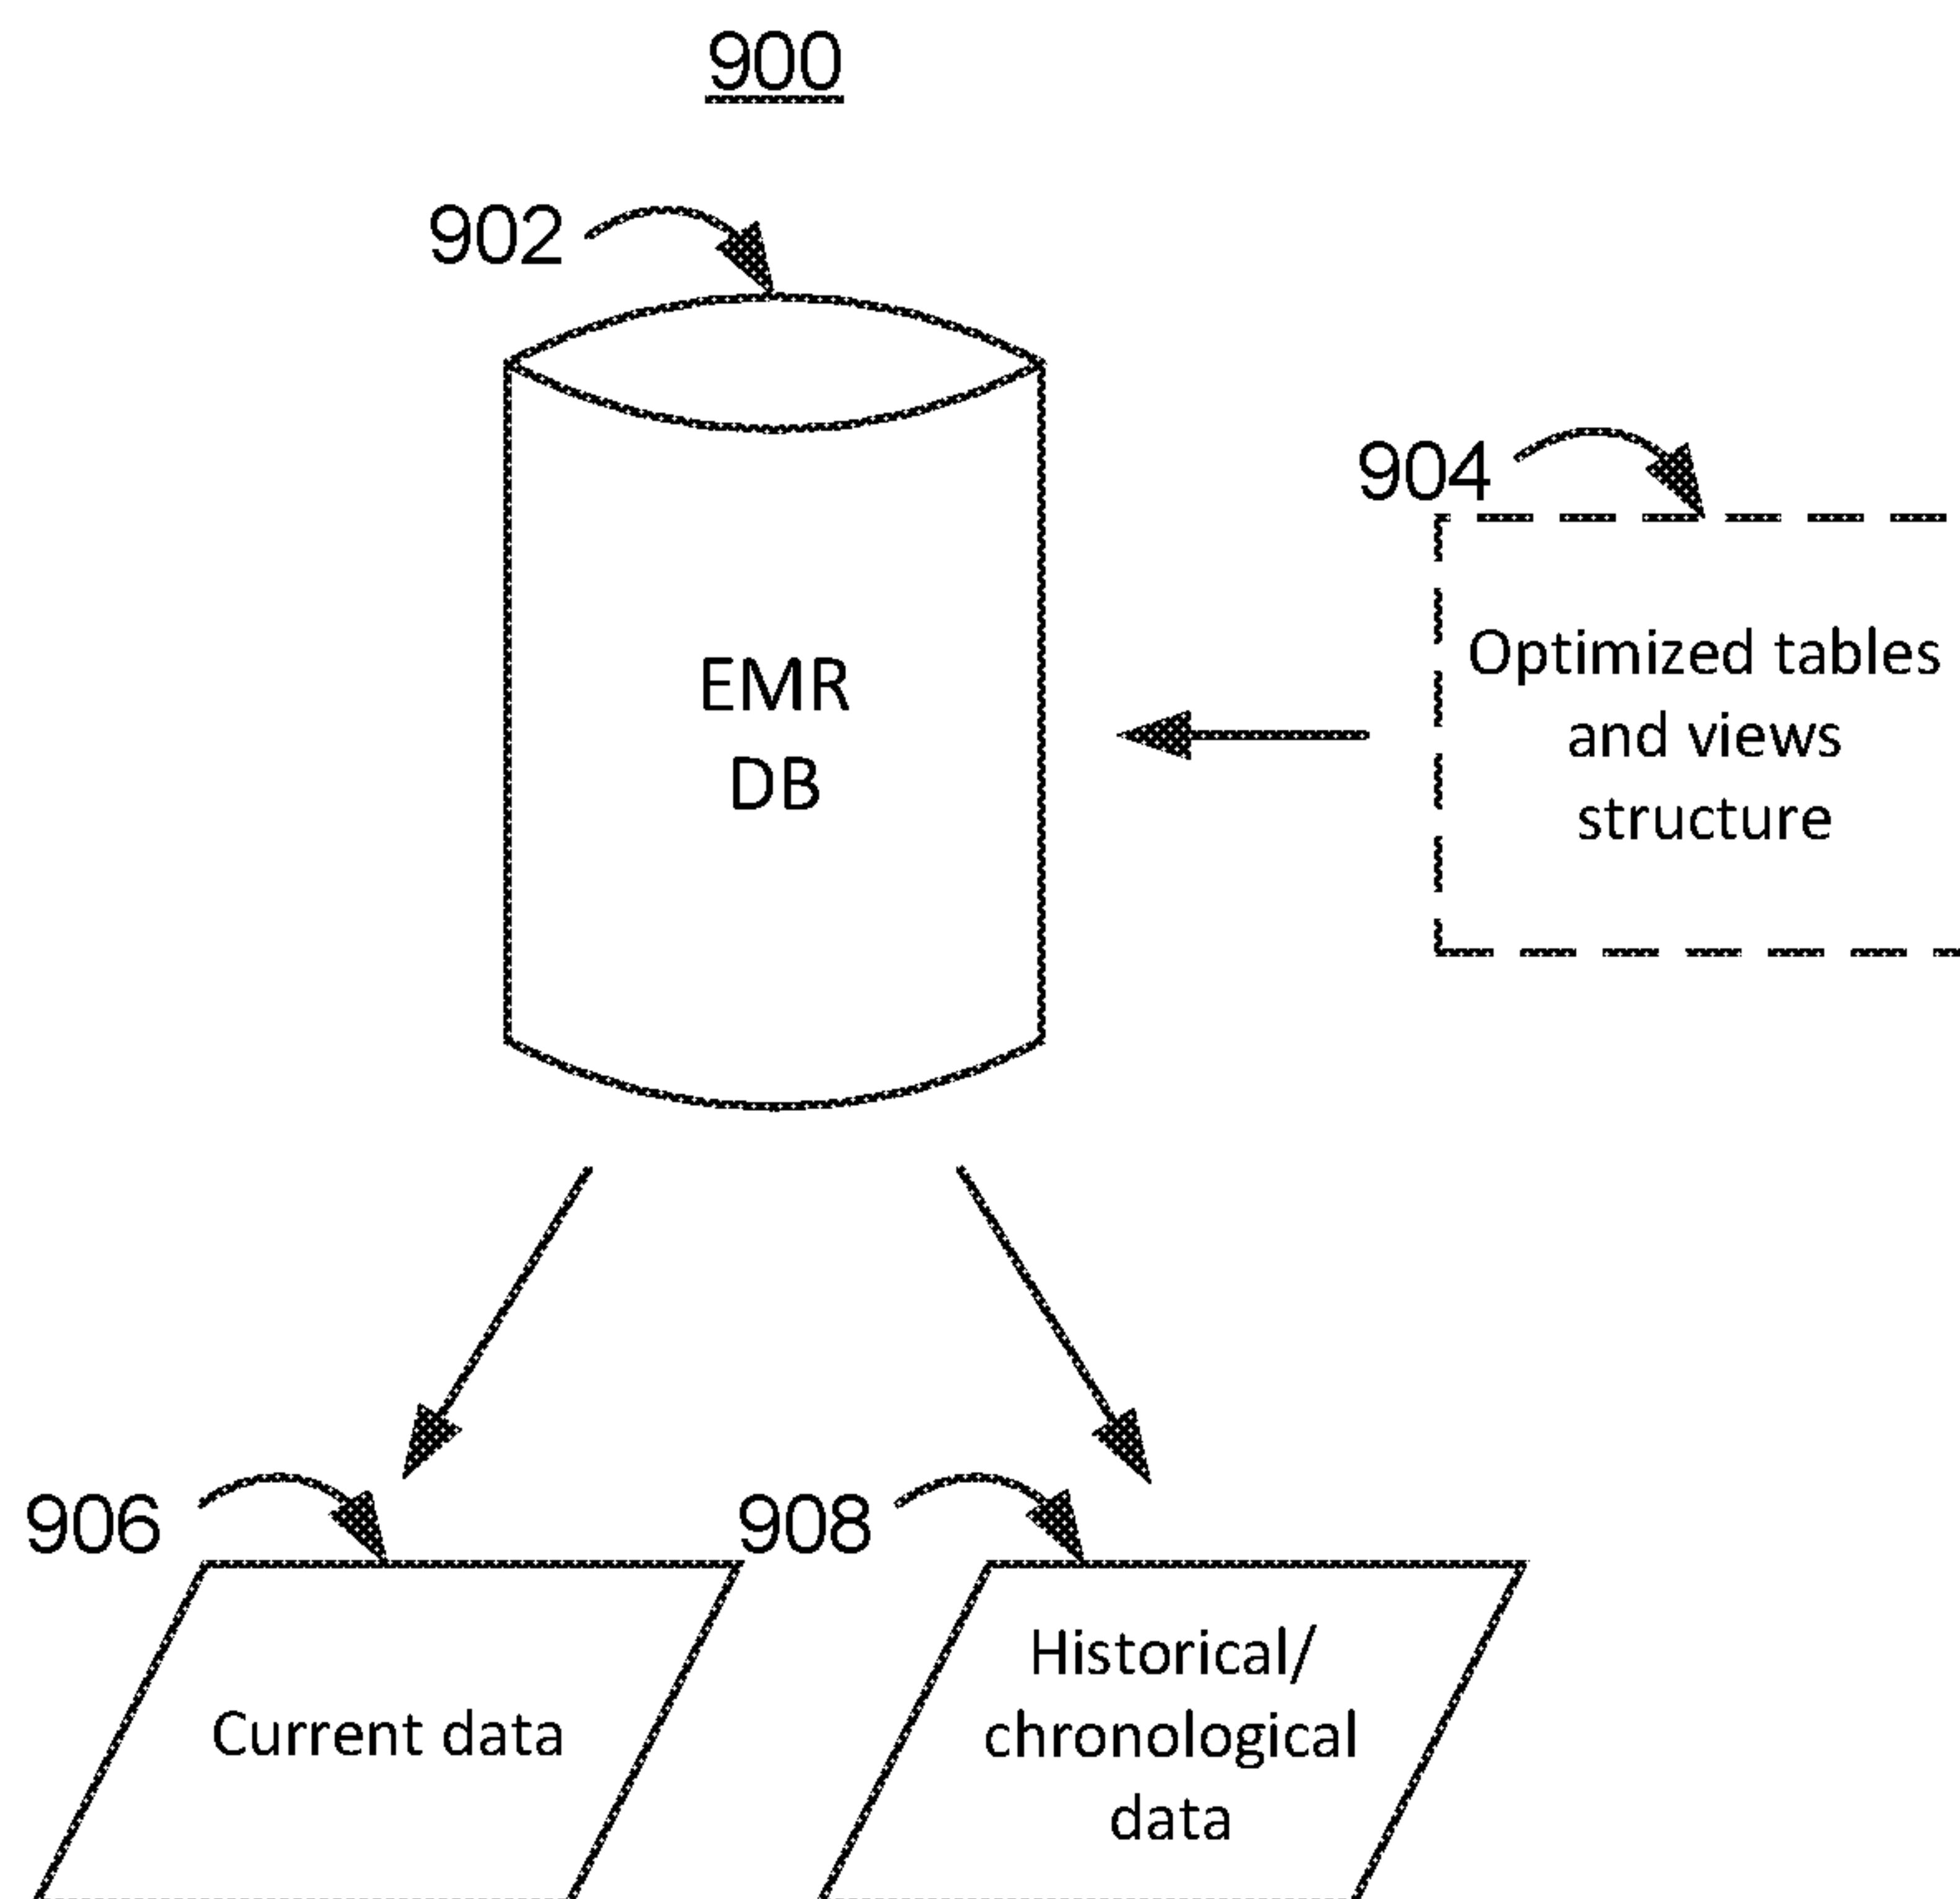 900
902
EMR
DB
904
Optimized tables
and views
structure
906
Current data
908
Historical/
chronological
data